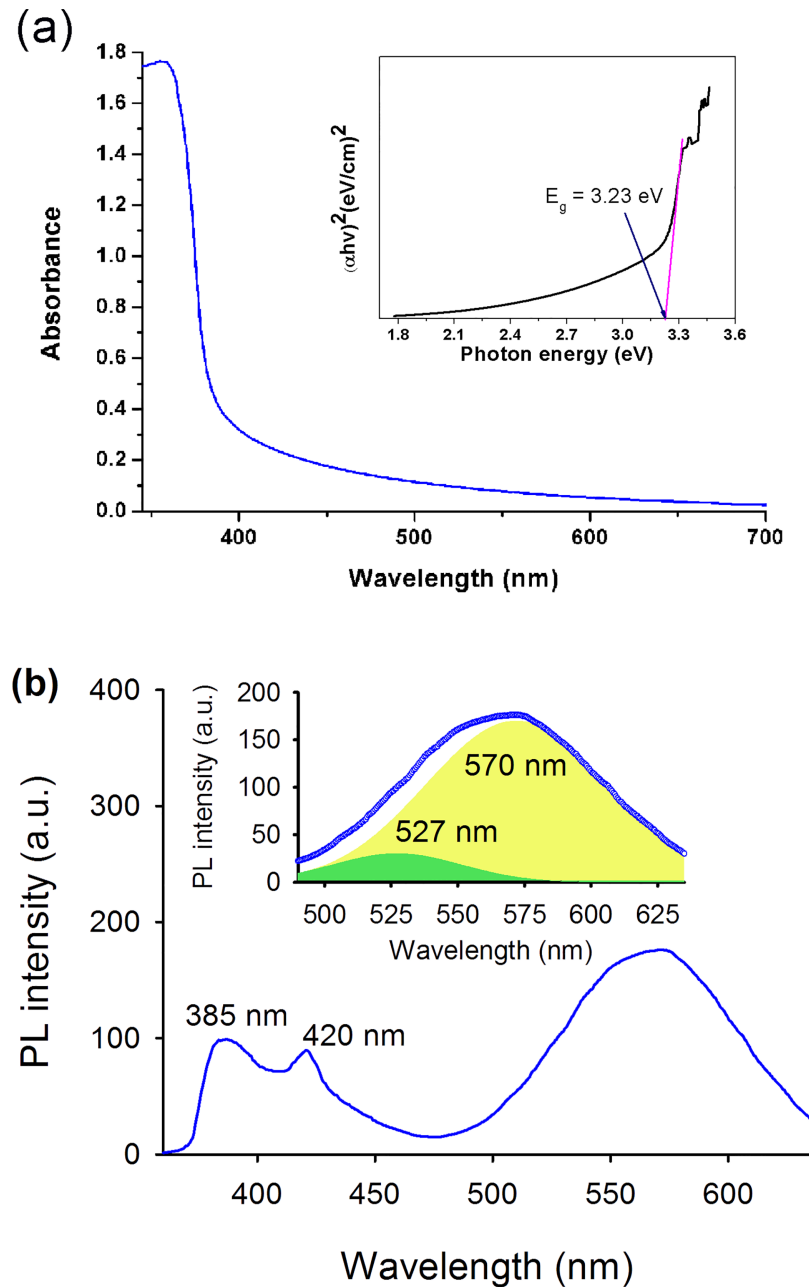 (a)
1.8
1.6
1.4
1.2
1.0
0.8
0.6
0.4
0.2
0.0
Absorbance
400 500 600 700
Wavelength (nm)
(αhν)²(eV/cm)²
E_g = 3.23 eV
1.8 2.1 2.4 2.7 3.0 3.3 3.6
Photon energy (eV)
(b)
400
300
200
100
0
PL intensity (a.u.)
385 nm
420 nm
400 450 500 550 600
Wavelength (nm)
200
150
100
50
0
PL intensity (a.u.)
570 nm
527 nm
500 525 550 575 600 625
Wavelength (nm)